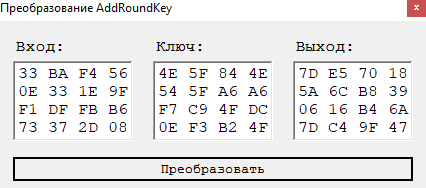 Преобразование AddRoundKey
x
Вход: Ключ: Выход:
33 BA F4 56 4E 5F 84 4E 7D E5 70 18
0E 33 1E 9F 54 5F A6 A6 5A 6C B8 39
F1 DF FB B6 F7 C9 4F DC 06 16 B4 6A
73 37 2D 08 0E F3 B2 4F 7D C4 9F 47
Преобразовать